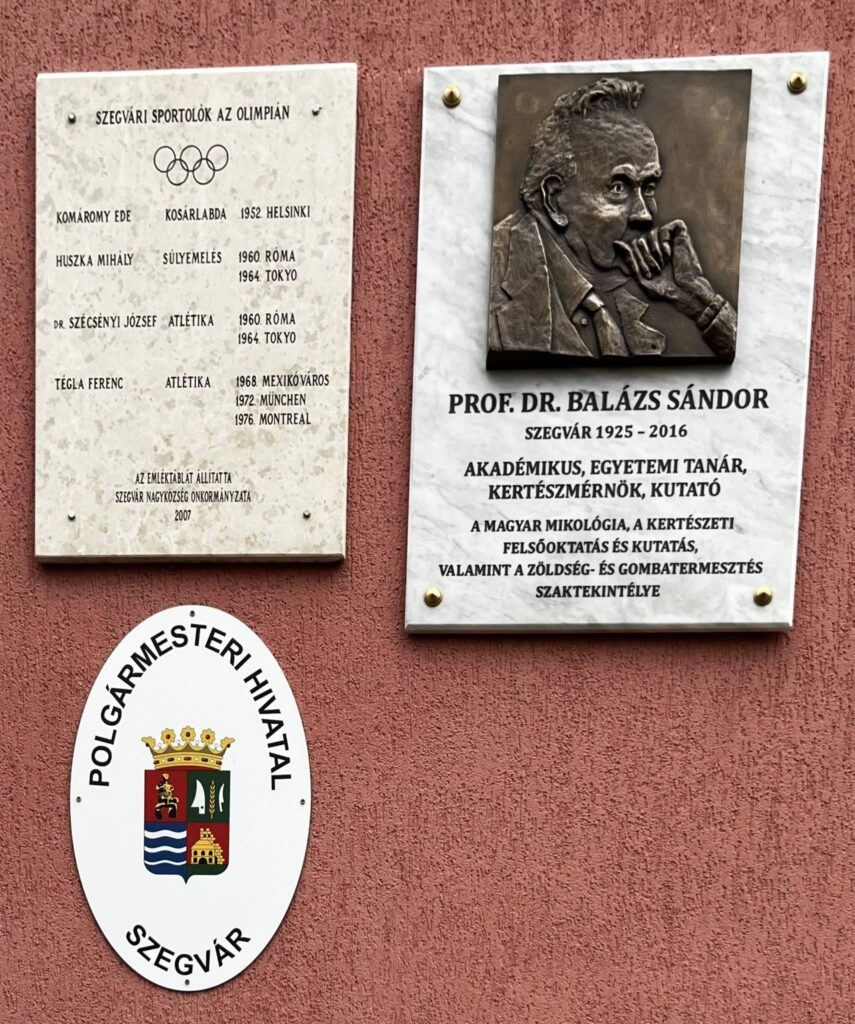 SZEGVÁRI SPORTOLÓK AZ OLIMPIÁN
KOMÁROMY EDE KOSÁRLABDA 1952. HELSINKI
HUSZKA MIHÁLY SÚLYEMELÉS 1960. RÓMA
1964. TOKYO
DR. SZÉCSÉNYI JÓZSEF ATLÉTIKA 1960. RÓMA
1964. TOKYO
TÉGLA FERENC ATLÉTIKA 1968. MEXIKÓVÁROS
1972. MÜNCHEN
1976. MONTREAL
AZ EMLÉKTÁBLÁT ÁLLÍTATTA
SZEGVÁR NAGYKÖZSÉG ÖNKORMÁNYZATA
2007
PROF. DR. BALÁZS SÁNDOR
SZEGVÁR 1925 – 2016
AKADÉMIKUS, EGYETEMI TANÁR,
KERTÉSZMÉRNÖK, KUTATÓ
A MAGYAR MIKOLÓGIA, A KERTÉSZETI
FELSŐOKTATÁS ÉS KUTATÁS,
VALAMINT A ZÖLDSÉG- ÉS GOMBATERMESZTÉS
SZAKTEKINTÉLYE
POLGÁRMESTERI HIVATAL
SZEGVÁR